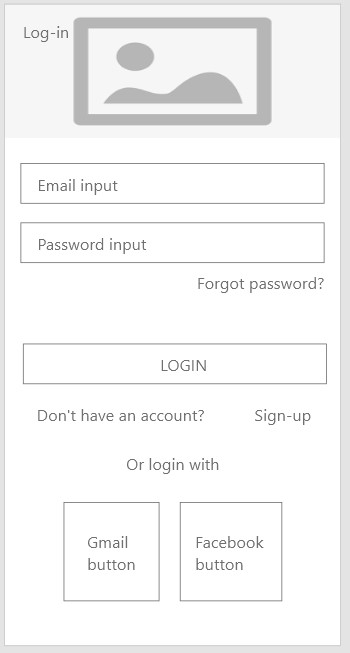 Log-in
Email input
Password input
Forgot password?
LOGIN
Don't have an account? Sign-up
Or login with
Gmail
button
Facebook
button